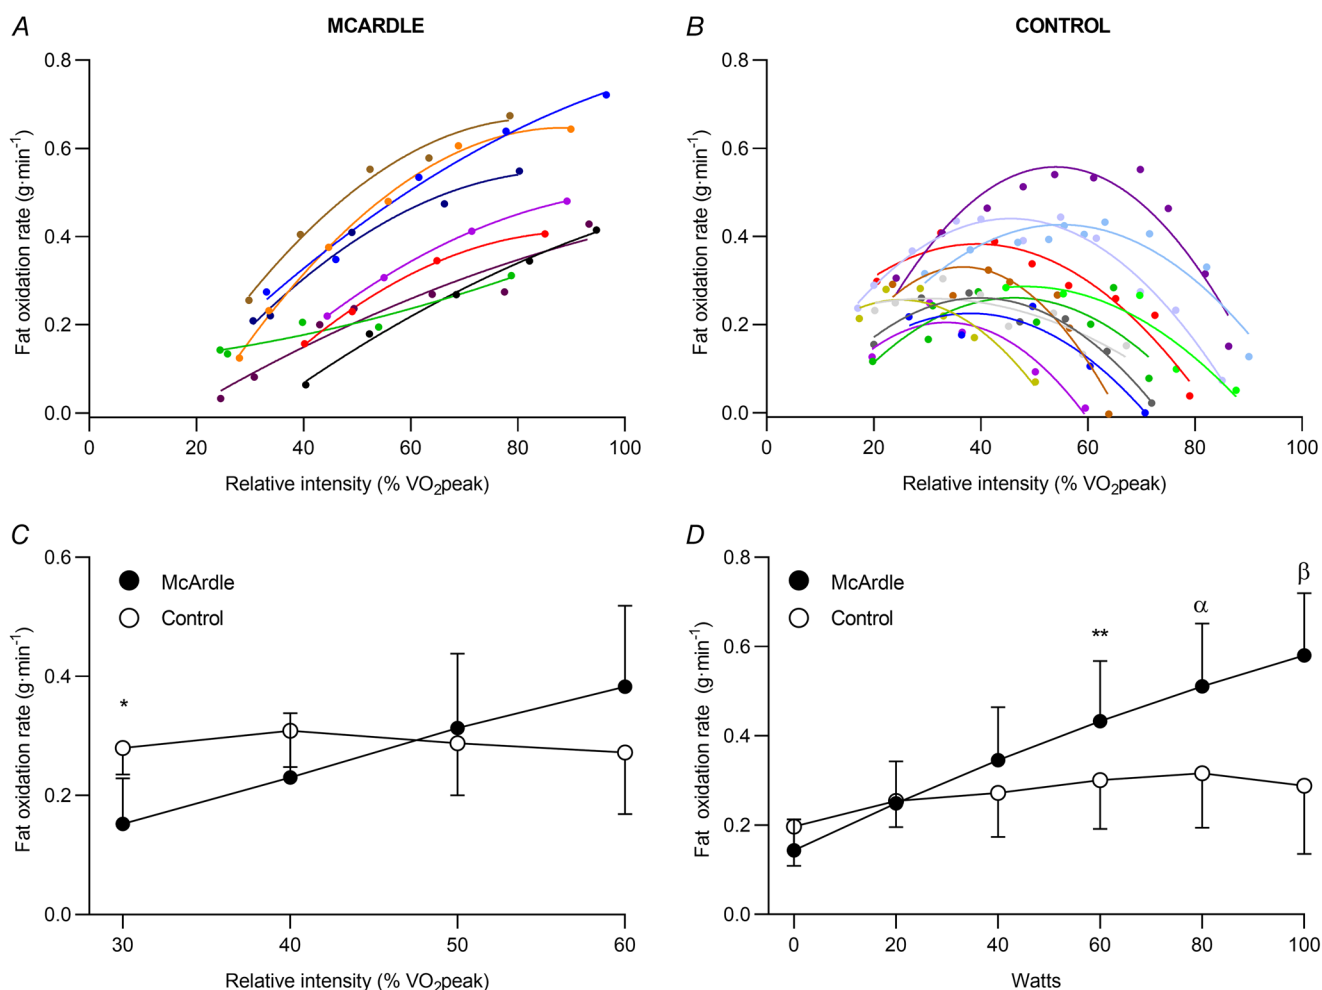 A
MCARDLE
Fat oxidation rate (g·min⁻¹)
0.8
0.6
0.4
0.2
0.0
0 20 40 60 80 100
Relative intensity (% VO₂peak)
B
CONTROL
Fat oxidation rate (g·min⁻¹)
0.8
0.6
0.4
0.2
0.0
0 20 40 60 80 100
Relative intensity (% VO₂peak)
C
Fat oxidation rate (g·min⁻¹)
0.6
0.4
0.2
0.0
McArdle
Control
*
30 40 50 60
Relative intensity (% VO₂peak)
D
Fat oxidation rate (g·min⁻¹)
0.8
0.6
0.4
0.2
0.0
McArdle
Control
**
α
β
0 20 40 60 80 100
Watts